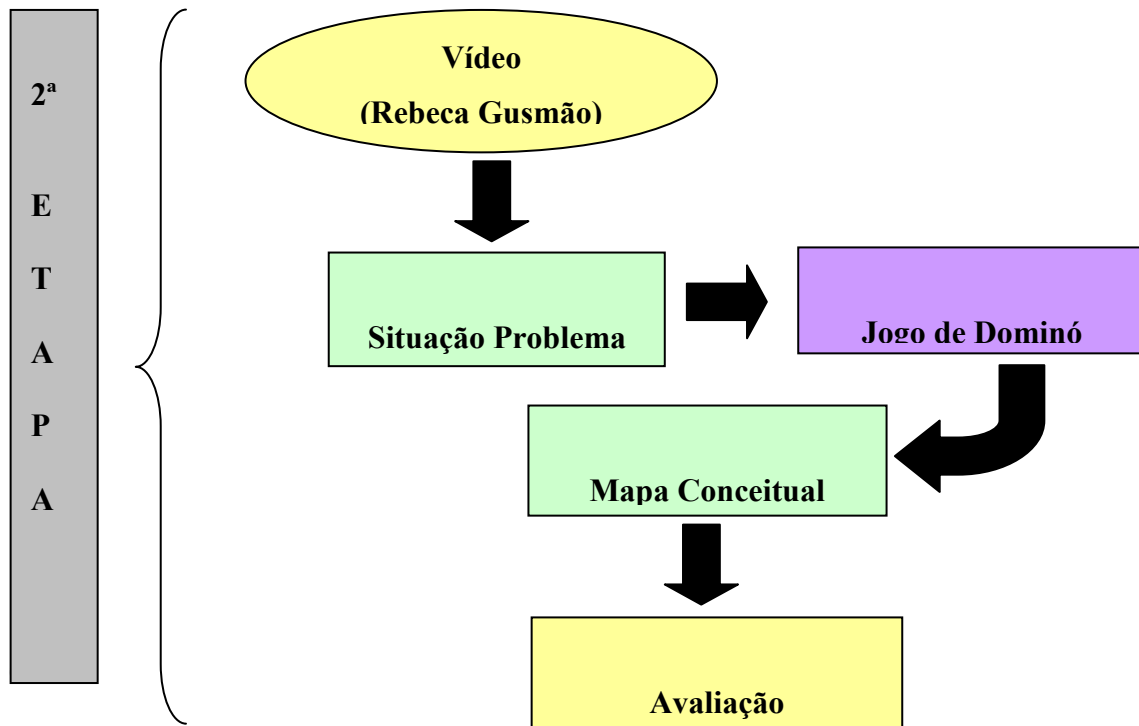 2ª
E
T
A
P
A
Vídeo
(Rebeca Gusmão)
Situação Problema
Jogo de Dominó
Mapa Conceitual
Avaliação